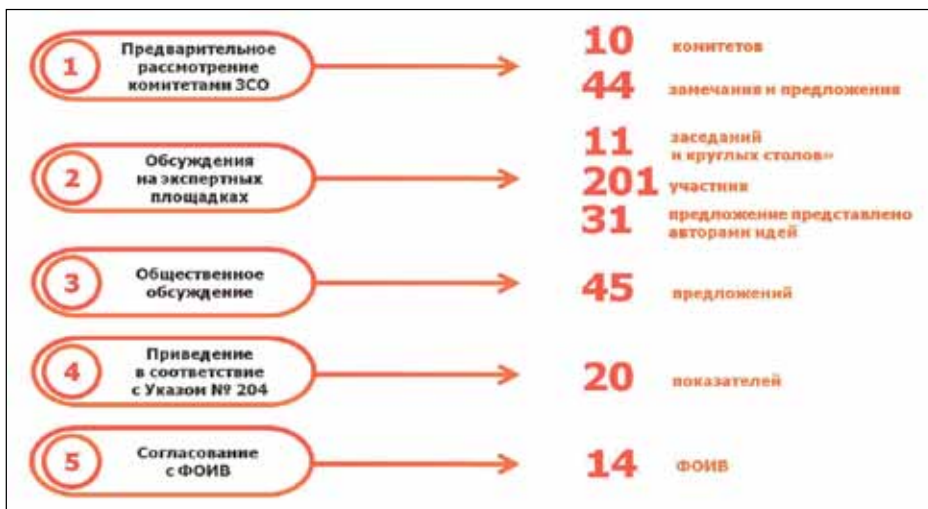 1
Предварительное
рассмотрение
комитетами ЗСО
10 комитетов
44 замечания и предложения
2
Обсуждения
на экспертных
площадках
11 заседаний
и круглых столов»
201 участник
31 предложение представлено
авторами идей
3
Общественное
обсуждение
45 предложений
4
Приведение
в соответствие
с Указом № 204
20 показателей
5
Согласование
с ФОИВ
14 ФОИВ